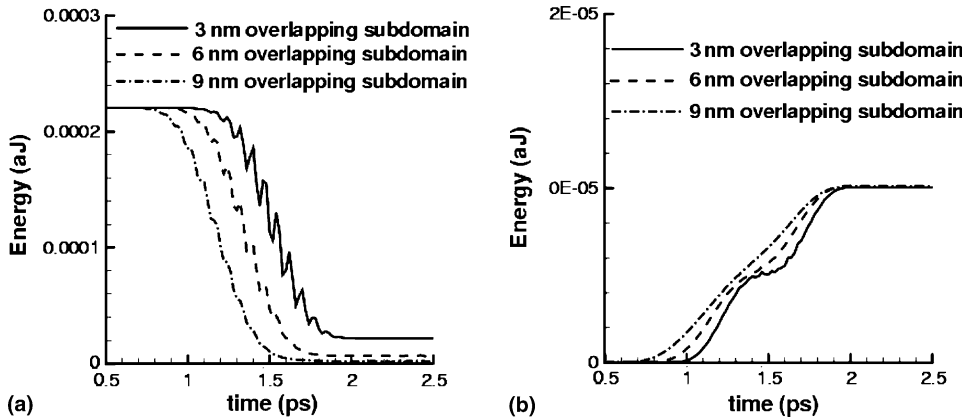 0.0003
3 nm overlapping subdomain
6 nm overlapping subdomain
9 nm overlapping subdomain
0.0002
0.0001
0
Energy (aJ)
0.5 1 1.5 2 2.5
time (ps)
(a)
2E-05
3 nm overlapping subdomain
6 nm overlapping subdomain
9 nm overlapping subdomain
0E-05
0
Energy (aJ)
0.5 1 1.5 2 2.5
time (ps)
(b)